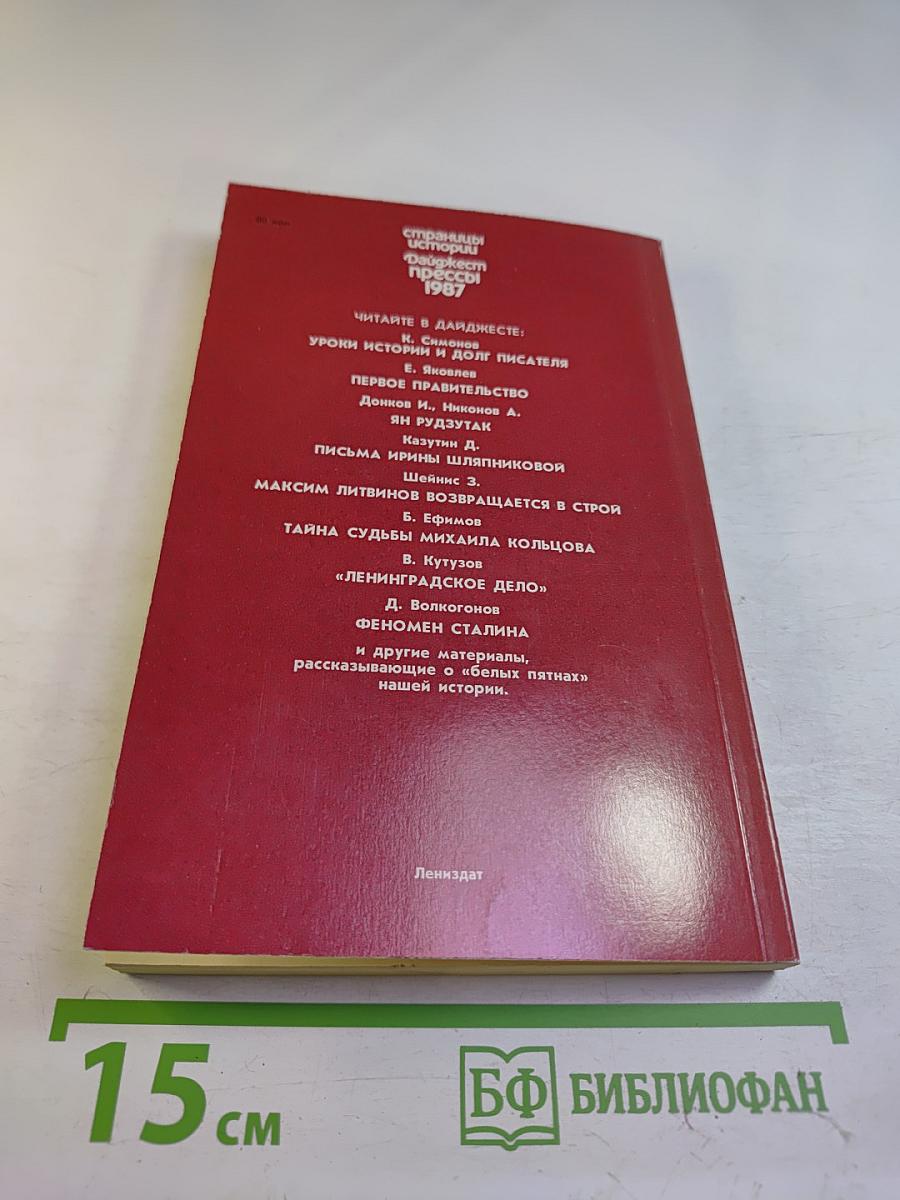 80 коп.
страницы
истории
Дайджест
прессы
1987
ЧИТАЙТЕ В ДАЙДЖЕСТЕ:
К. Симонов
УРОКИ ИСТОРИИ И ДОЛГ ПИСАТЕЛЯ
Е. Яковлев
ПЕРВОЕ ПРАВИТЕЛЬСТВО
Донков И., Никонов А.
ЯН РУДЗУТАК
Казутин Д.
ПИСЬМА ИРИНЫ ШЛЯПНИКОВОЙ
Шейнис З.
МАКСИМ ЛИТВИНОВ ВОЗВРАЩАЕТСЯ В СТРОЙ
Б. Ефимов
ТАЙНА СУДЬБЫ МИХАИЛА КОЛЬЦОВА
В. Кутузов
«ЛЕНИНГРАДСКОЕ ДЕЛО»
Д. Волкогонов
ФЕНОМЕН СТАЛИНА
и другие материалы,
рассказывающие о «белых пятнах»
нашей истории.
Лениздат
15 см
БФ БИБЛИОФАН